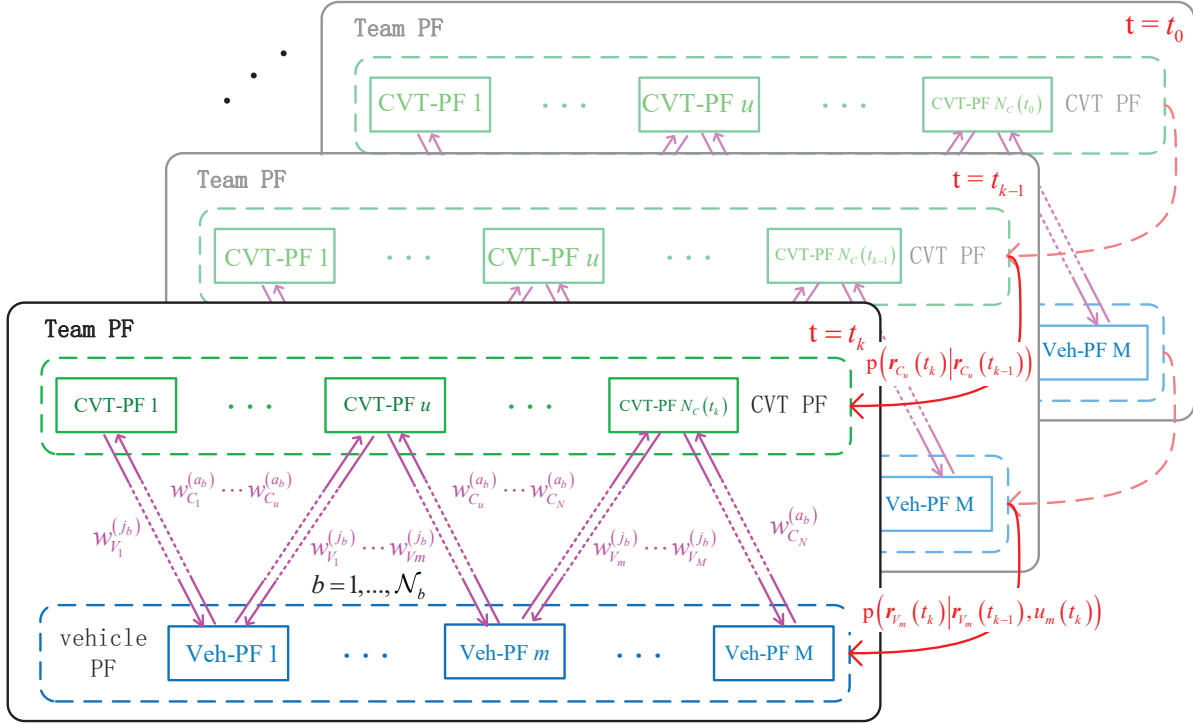 Team PF
t = t_0
CVT-PF 1 · · · CVT-PF u · · · CVT-PF N_C(t_0) CVT PF
Team PF
t = t_{k-1}
CVT-PF 1 · · · CVT-PF u · · · CVT-PF N_C(t_{k-1}) CVT PF
Veh-PF M
Team PF
t = t_k
p(r_{C_u}(t_k)|r_{C_u}(t_{k-1}))
CVT-PF 1 · · · CVT-PF u · · · CVT-PF N_C(t_k) CVT PF
w_{C_1}^{(a_b)} ··· w_{C_u}^{(a_b)} w_{C_u}^{(a_b)} ··· w_{C_N}^{(a_b)}
Veh-PF M
w_{V_1}^{(j_b)} w_{V_1}^{(j_b)} ··· w_{Vm}^{(j_b)} w_{V_m}^{(j_b)} ··· w_{V_M}^{(j_b)} w_{C_N}^{(a_b)}
b = 1,..., 𝒩_b
p(r_{V_m}(t_k)|r_{V_m}(t_{k-1}), u_m(t_k))
vehicle
PF
Veh-PF 1 · · · Veh-PF m · · · Veh-PF M